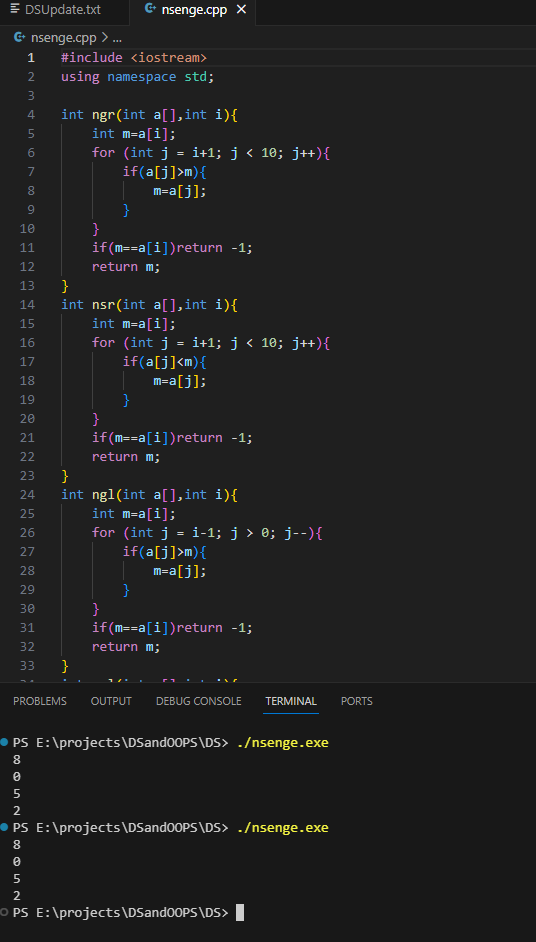 DSUpdate.txt nsenge.cpp
nsenge.cpp > ...
1 #include <iostream>
2 using namespace std;
3
4 int ngr(int a[],int i){
5 int m=a[i];
6 for (int j = i+1; j < 10; j++){
7 if(a[j]>m){
8 m=a[j];
9 }
10 }
11 if(m==a[i])return -1;
12 return m;
13 }
14 int nsr(int a[],int i){
15 int m=a[i];
16 for (int j = i+1; j < 10; j++){
17 if(a[j]<m){
18 m=a[j];
19 }
20 }
21 if(m==a[i])return -1;
22 return m;
23 }
24 int ngl(int a[],int i){
25 int m=a[i];
26 for (int j = i-1; j > 0; j--){
27 if(a[j]>m){
28 m=a[j];
29 }
30 }
31 if(m==a[i])return -1;
32 return m;
33 }
PROBLEMS OUTPUT DEBUG CONSOLE TERMINAL PORTS
PS E:\projects\DSandOOPS\DS> ./nsenge.exe
8
0
5
2
PS E:\projects\DSandOOPS\DS> ./nsenge.exe
8
0
5
2
PS E:\projects\DSandOOPS\DS>